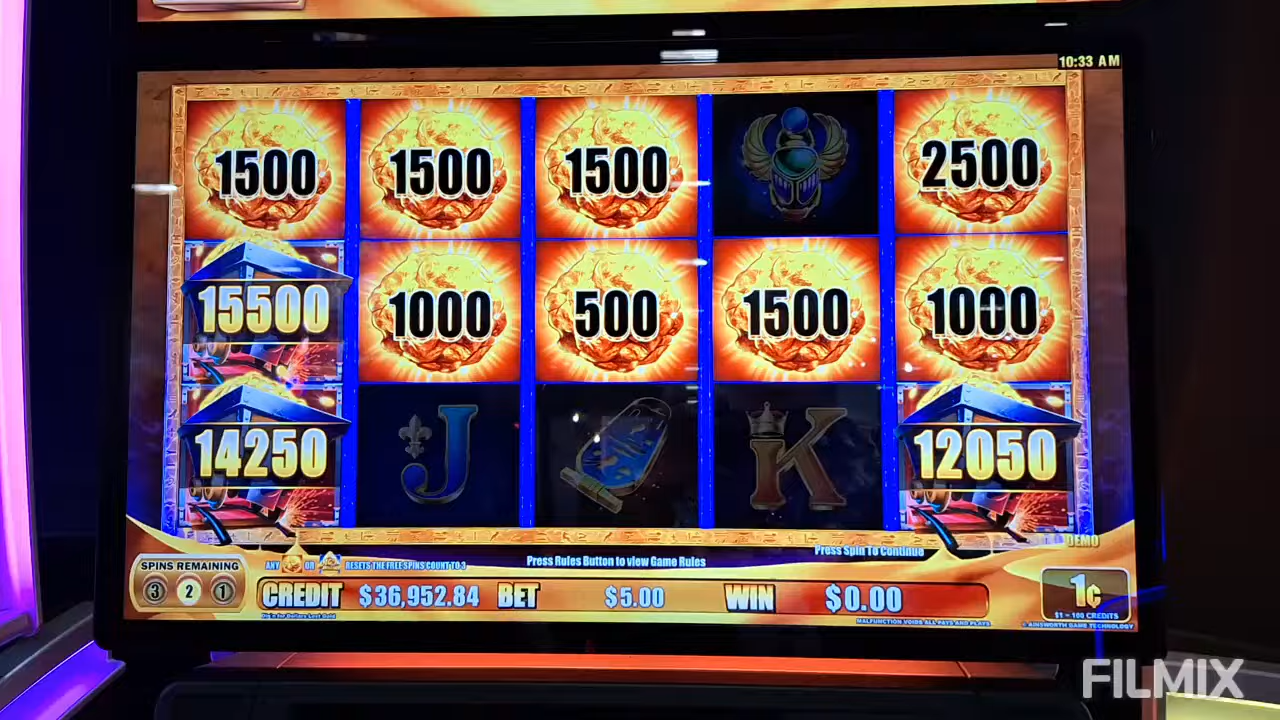 10:33 AM
1500 1500 1500 2500
15500 1000 500 1500 1000
14250 J K 12050
DEMO
Press Spin To Continue
Press Rules Button to view Game Rules
SPINS REMAINING
3 2 1
ANY OR RESETS THE FREE SPINS COUNT TO 3
CREDIT $36,952.84 BET $5.00 WIN $0.00
1¢
$1 = 100 CREDITS
MALFUNCTION VOIDS ALL PAYS AND PLAYS
© AINSWORTH GAME TECHNOLOGY
FILMIX